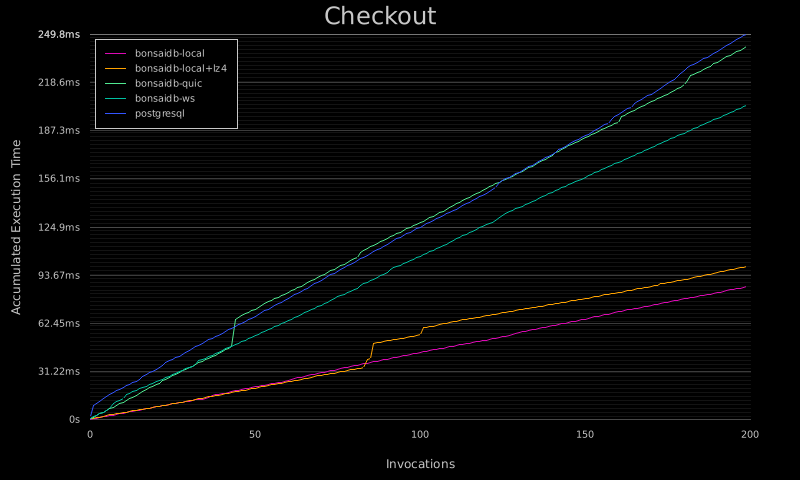 Checkout
249.8ms
bonsaidb-local
bonsaidb-local+lz4
bonsaidb-quic
bonsaidb-ws
postgresql
218.6ms
187.3ms
156.1ms
124.9ms
93.67ms
62.45ms
31.22ms
0s
Accumulated Execution Time
0 50 100 150 200
Invocations